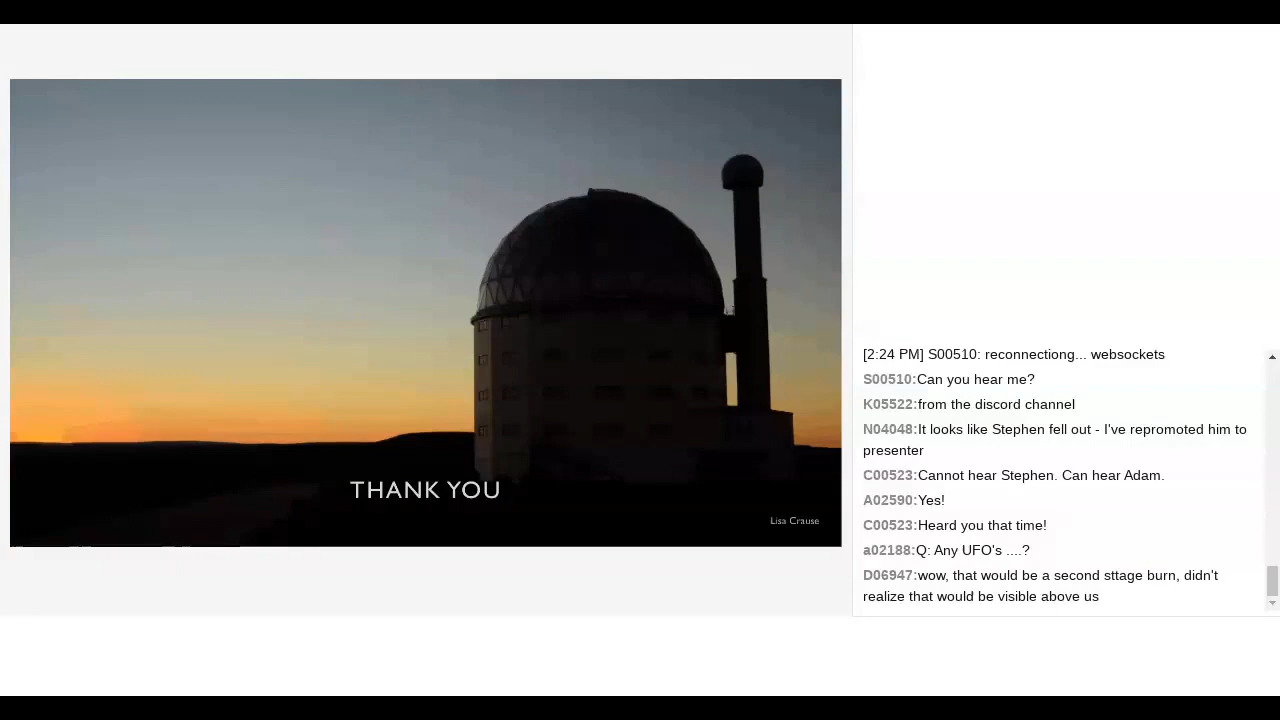 THANK YOU
Lisa Crause
[2:24 PM] S00510: reconnectiong... websockets
S00510:Can you hear me?
K05522:from the discord channel
N04048:It looks like Stephen fell out - I've repromoted him to
presenter
C00523:Cannot hear Stephen. Can hear Adam.
A02590:Yes!
C00523:Heard you that time!
a02188:Q: Any UFO's ....?
D06947:wow, that would be a second sttage burn, didn't
realize that would be visible above us